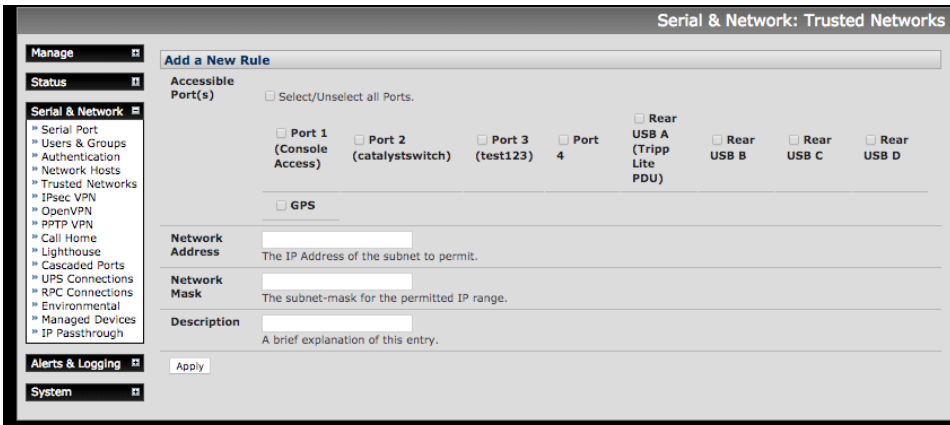 Serial & Network: Trusted Networks
Manage
Status
Serial & Network
Serial Port
Users & Groups
Authentication
Network Hosts
Trusted Networks
IPsec VPN
OpenVPN
PPTP VPN
Call Home
Lighthouse
Cascaded Ports
UPS Connections
RPC Connections
Environmental
Managed Devices
IP Passthrough
Alerts & Logging
System
Add a New Rule
Accessible
Port(s)
Select/Unselect all Ports.
Port 1
(Console
Access)
Port 2
(catalystswitch)
Port 3
(test123)
Port
4
Rear
USB A
(Tripp
Lite
PDU)
Rear
USB B
Rear
USB C
Rear
USB D
GPS
Network
Address
The IP Address of the subnet to permit.
Network
Mask
The subnet-mask for the permitted IP range.
Description
A brief explanation of this entry.
Apply